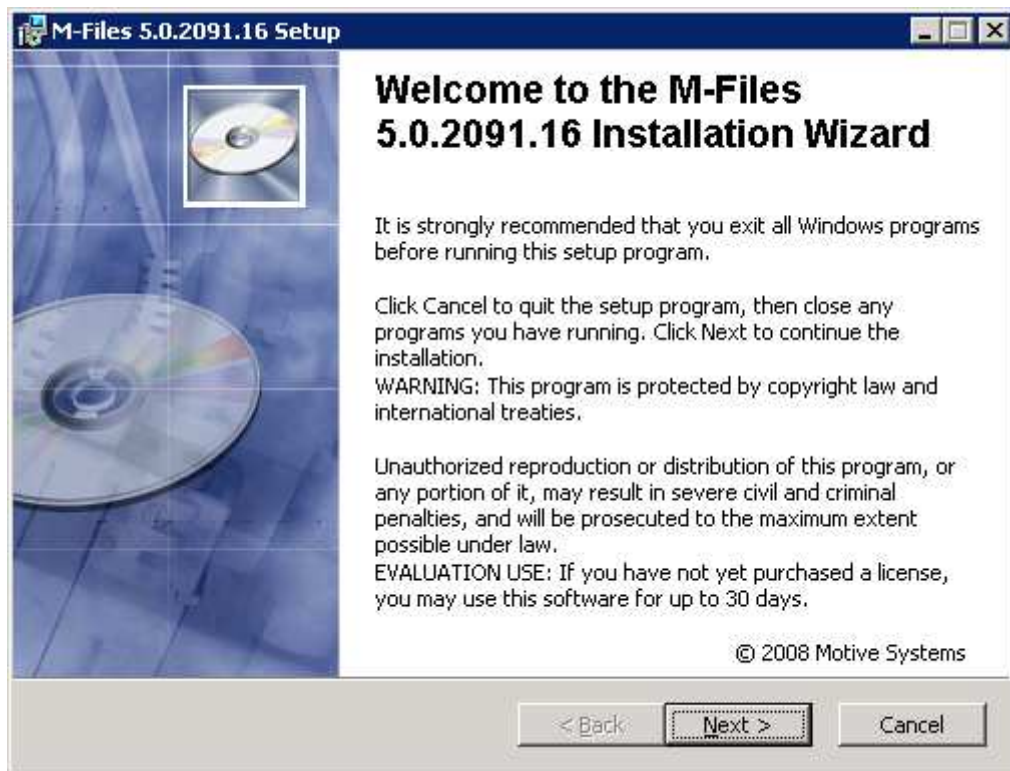 M-Files 5.0.2091.16 Setup
Welcome to the M-Files
5.0.2091.16 Installation Wizard
It is strongly recommended that you exit all Windows programs
before running this setup program.
Click Cancel to quit the setup program, then close any
programs you have running. Click Next to continue the
installation.
WARNING: This program is protected by copyright law and
international treaties.
Unauthorized reproduction or distribution of this program, or
any portion of it, may result in severe civil and criminal
penalties, and will be prosecuted to the maximum extent
possible under law.
EVALUATION USE: If you have not yet purchased a license,
you may use this software for up to 30 days.
© 2008 Motive Systems
< Back Next > Cancel